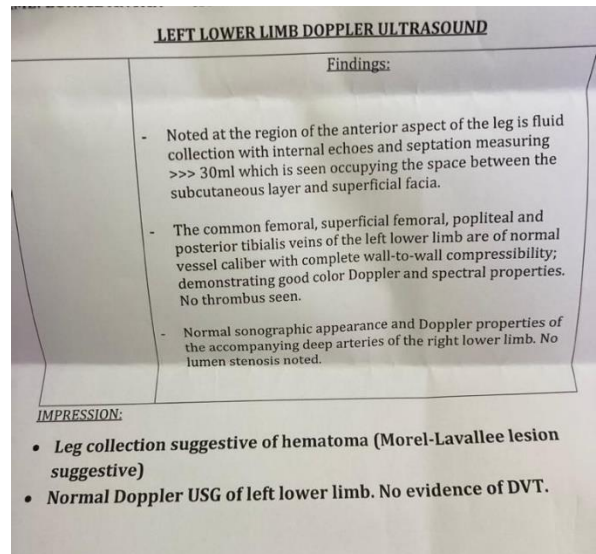 LEFT LOWER LIMB DOPPLER ULTRASOUND
Findings:
- Noted at the region of the anterior aspect of the leg is fluid
collection with internal echoes and septation measuring
>>> 30ml which is seen occupying the space between the
subcutaneous layer and superficial facia.
- The common femoral, superficial femoral, popliteal and
posterior tibialis veins of the left lower limb are of normal
vessel caliber with complete wall-to-wall compressibility;
demonstrating good color Doppler and spectral properties.
No thrombus seen.
- Normal sonographic appearance and Doppler properties of
the accompanying deep arteries of the right lower limb. No
lumen stenosis noted.
IMPRESSION:
• Leg collection suggestive of hematoma (Morel-Lavallee lesion
suggestive)
• Normal Doppler USG of left lower limb. No evidence of DVT.